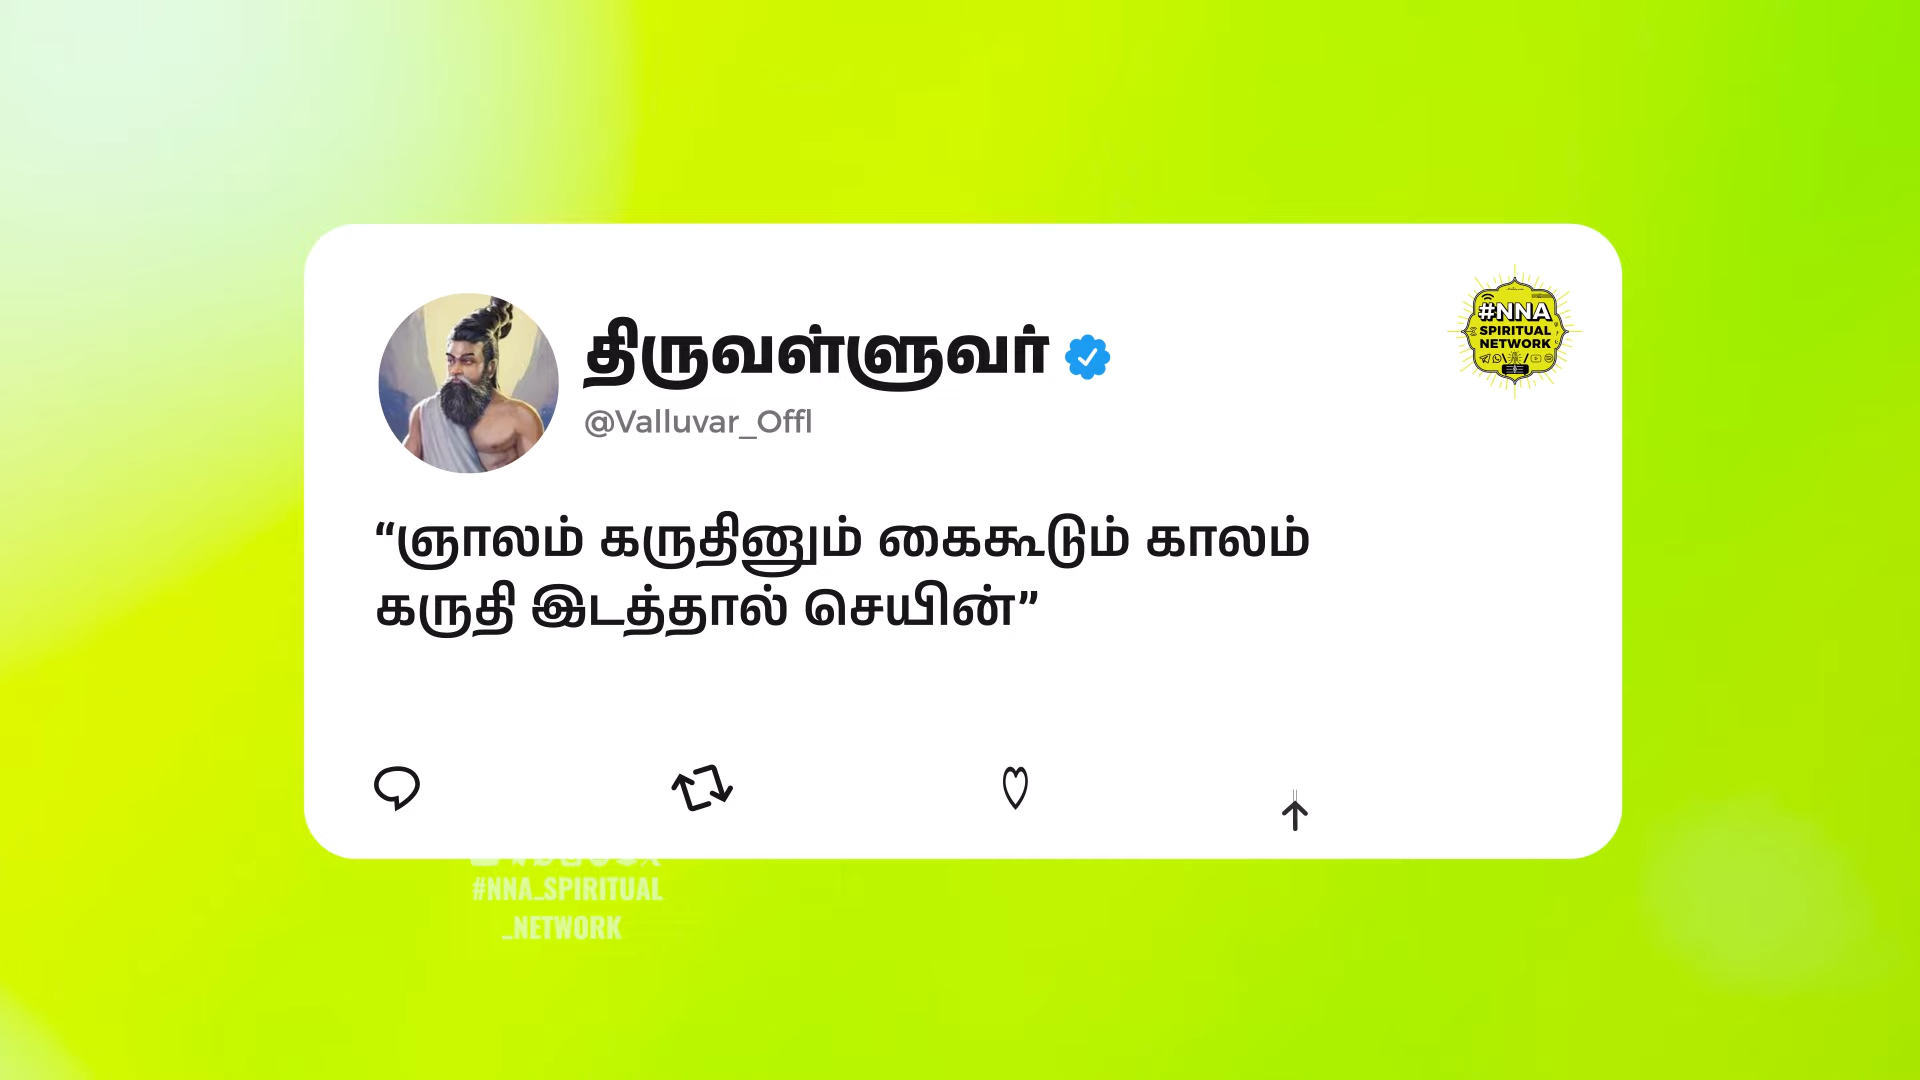 திருவள்ளுவர்
@Valluvar_Offl
#NNA
SPIRITUAL
NETWORK
“ஞாலம் கருதினும் கைகூடும் காலம்
கருதி இடத்தால் செயின்”
#NNA_SPIRITUAL
_NETWORK